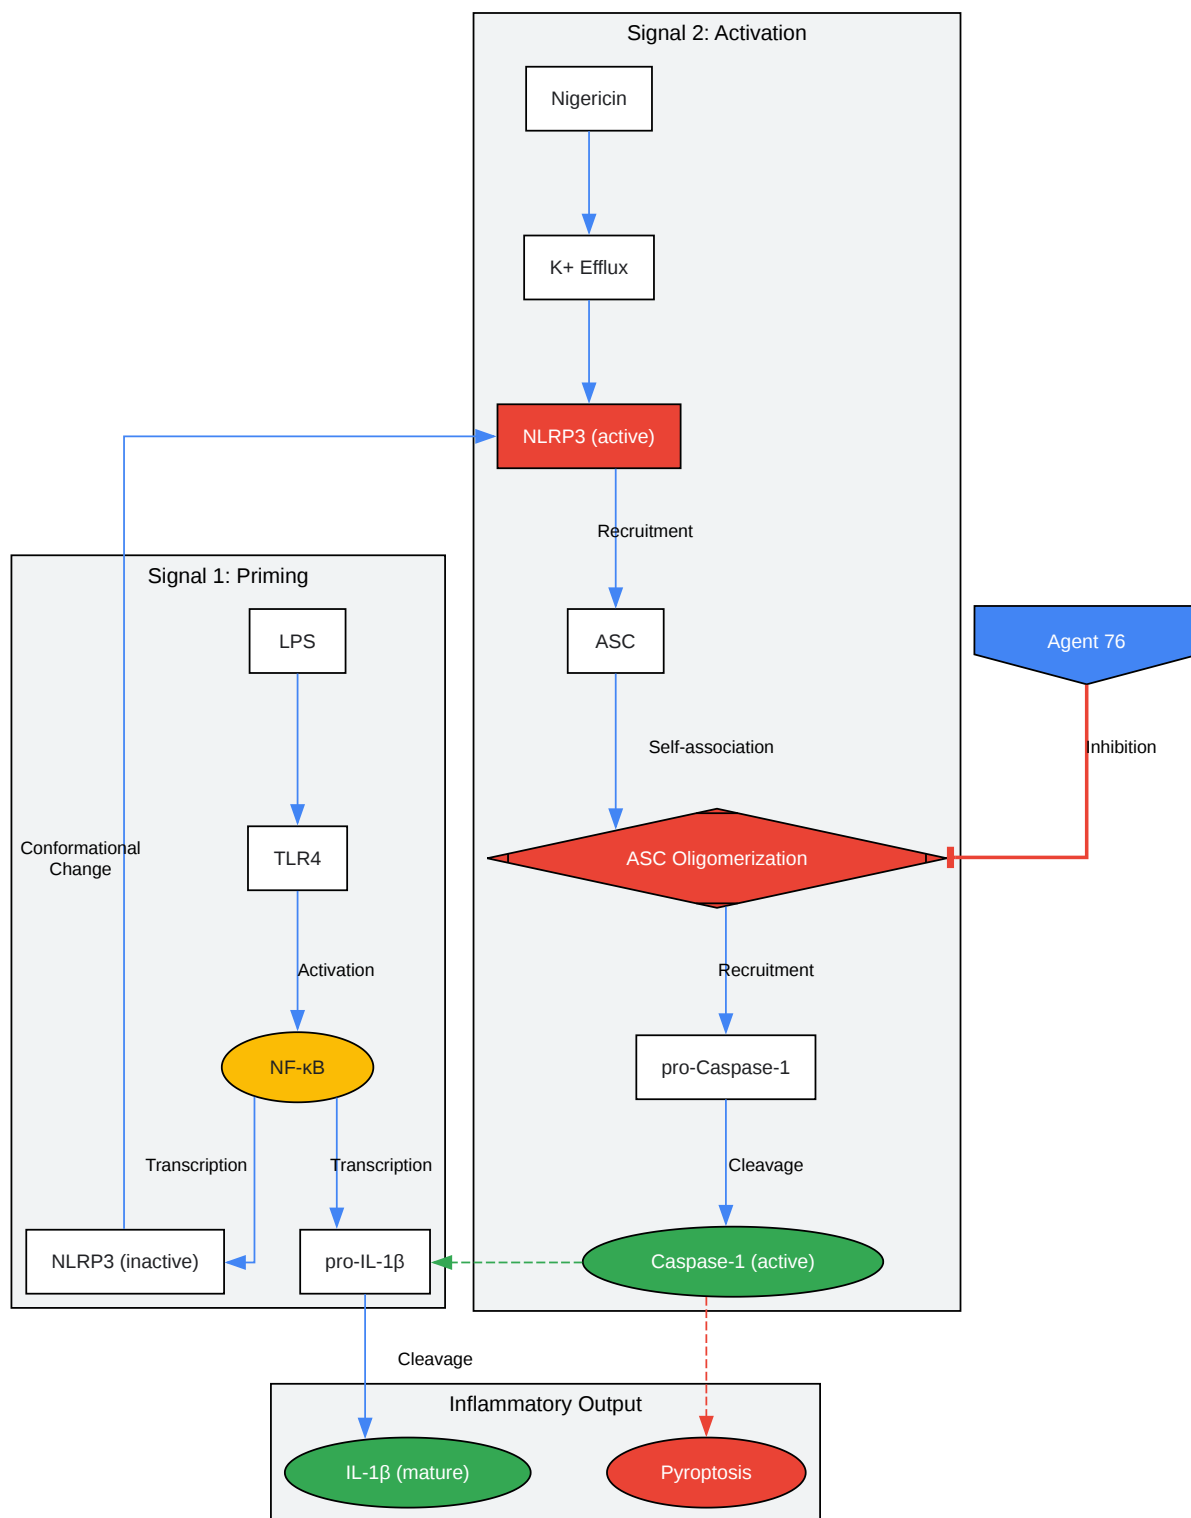 Signal 2: Activation
Nigericin
K+ Efflux
NLRP3 (active)
Recruitment
Signal 1: Priming
LPS
ASC
Agent 76
Self-association
Inhibition
Conformational
Change
TLR4
ASC Oligomerization
Activation
Recruitment
NF-κB
pro-Caspase-1
Transcription
Transcription
Cleavage
NLRP3 (inactive)
pro-IL-1β
Caspase-1 (active)
Cleavage
Inflammatory Output
IL-1β (mature)
Pyroptosis